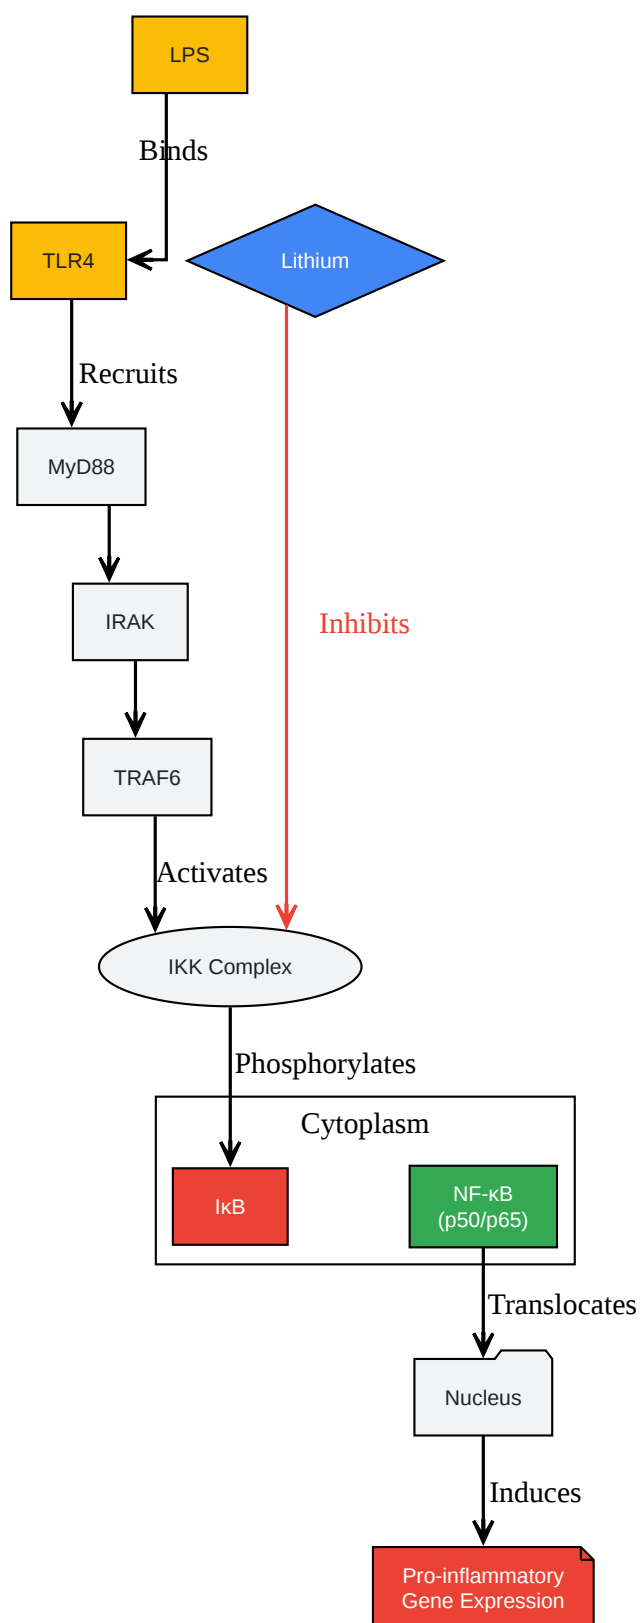 LPS
Binds
TLR4
Lithium
Recruits
MyD88
IRAK
Inhibits
TRAF6
Activates
IKK Complex
Phosphorylates
Cytoplasm
IκB
NF-κB
(p50/p65)
Translocates
Nucleus
Induces
Pro-inflammatory
Gene Expression